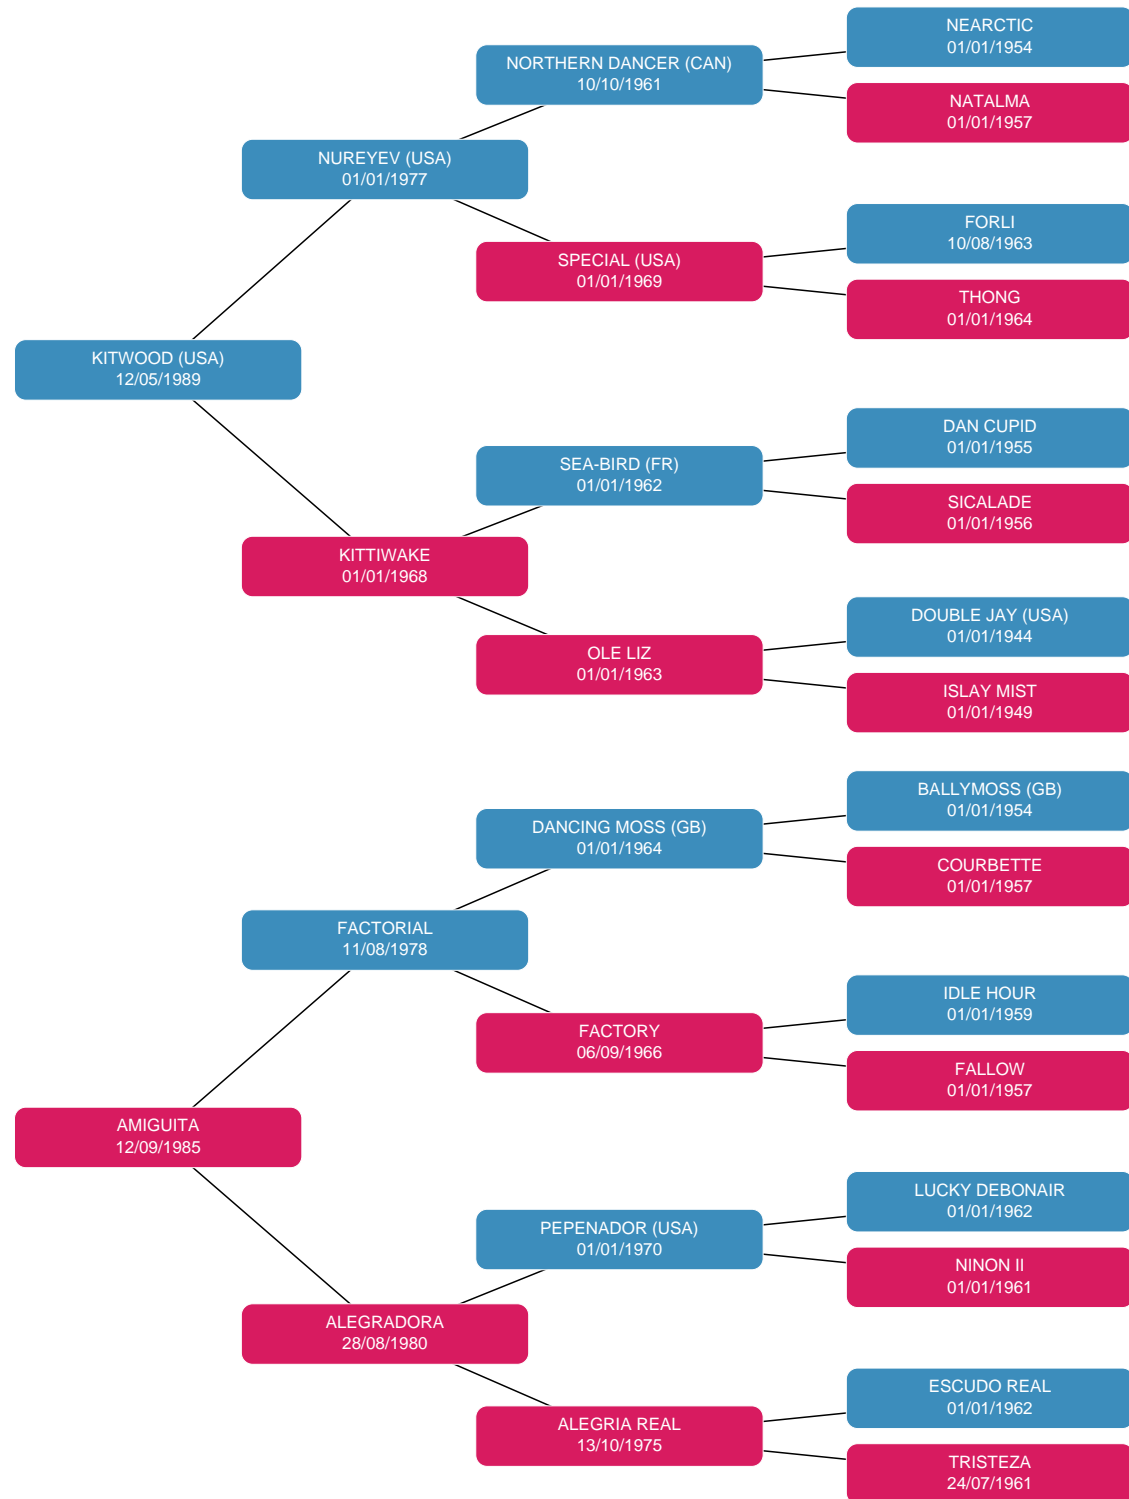 NEARCTIC
01/01/1954
NORTHERN DANCER (CAN)
10/10/1961
NATALMA
01/01/1957
NUREYEV (USA)
01/01/1977
FORLI
10/08/1963
SPECIAL (USA)
01/01/1969
THONG
01/01/1964
KITWOOD (USA)
12/05/1989
DAN CUPID
01/01/1955
SEA-BIRD (FR)
01/01/1962
SICALADE
01/01/1956
KITTIWAKE
01/01/1968
DOUBLE JAY (USA)
01/01/1944
OLE LIZ
01/01/1963
ISLAY MIST
01/01/1949
BALLYMOSS (GB)
01/01/1954
DANCING MOSS (GB)
01/01/1964
COURBETTE
01/01/1957
FACTORIAL
11/08/1978
IDLE HOUR
01/01/1959
FACTORY
06/09/1966
FALLOW
01/01/1957
AMIGUITA
12/09/1985
LUCKY DEBONAIR
01/01/1962
PEPENADOR (USA)
01/01/1970
NINON II
01/01/1961
ALEGRADORA
28/08/1980
ESCUDO REAL
01/01/1962
ALEGRIA REAL
13/10/1975
TRISTEZA
24/07/1961